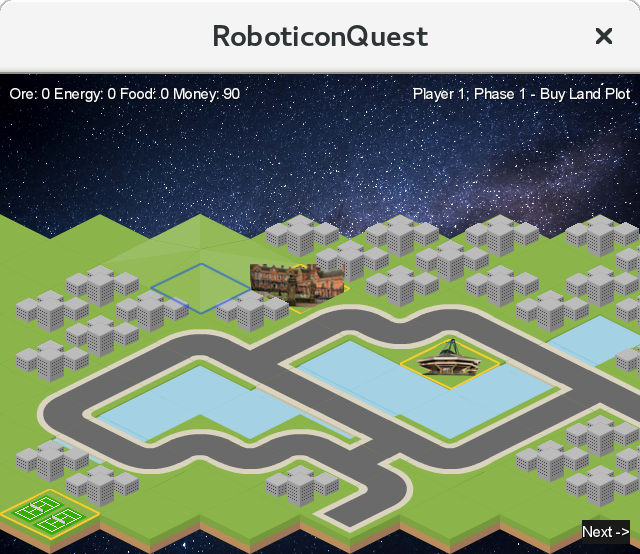 RoboticonQuest
Ore: 0 Energy: 0 Food: 0 Money: 90
Player 1; Phase 1 - Buy Land Plot
Next ->